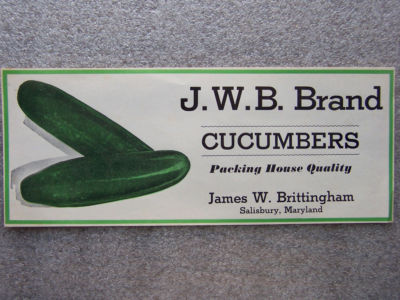 J.W.B. Brand
CUCUMBERS
Packing House Quality
James W. Brittingham
Salisbury, Maryland